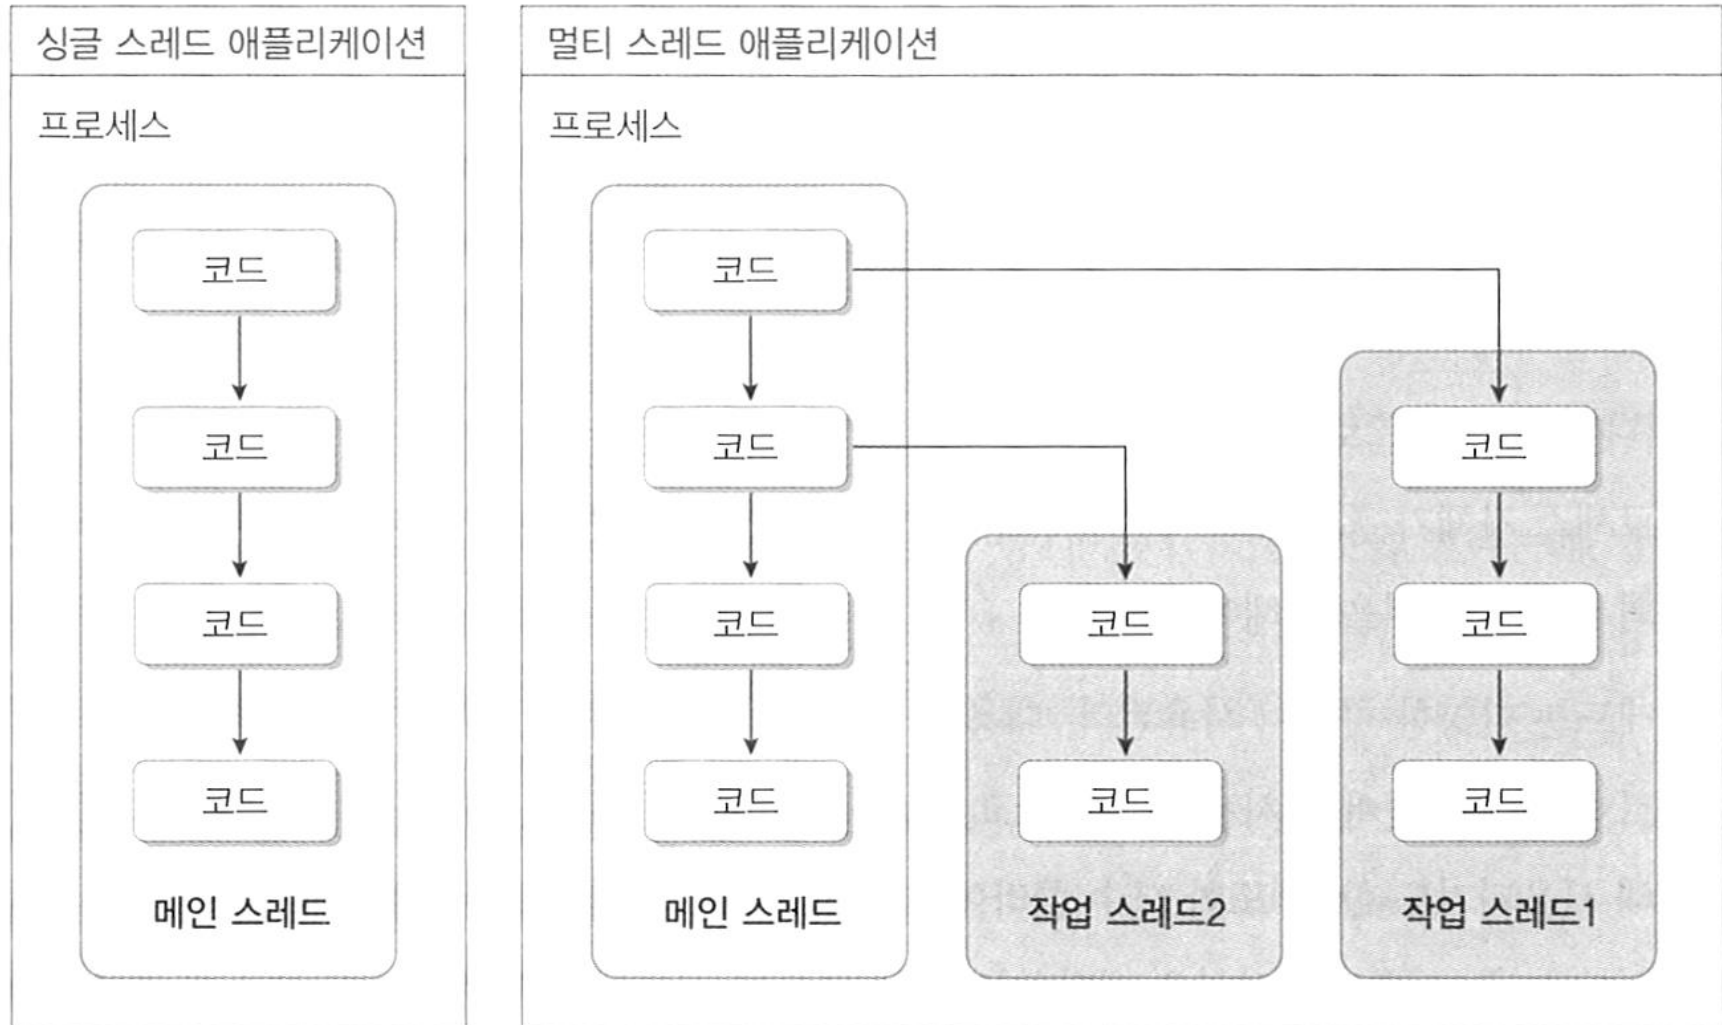 싱글 스레드 애플리케이션
프로세스
코드
코드
코드
코드
메인 스레드
멀티 스레드 애플리케이션
프로세스
코드
코드
코드
코드
메인 스레드
코드
코드
작업 스레드2
코드
코드
코드
작업 스레드1